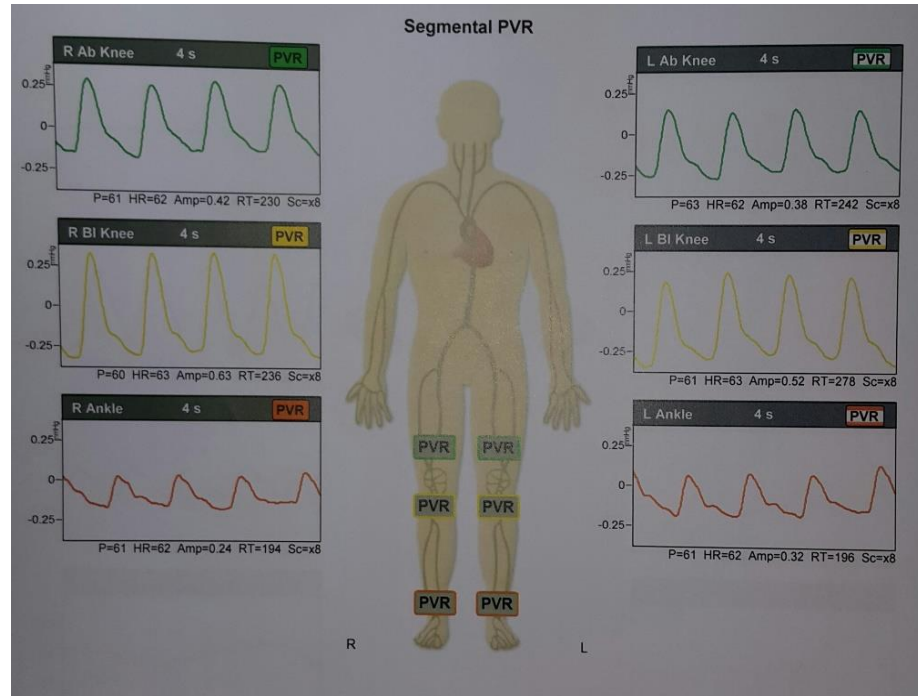 Segmental PVR
R Ab Knee 4 s PVR
mmHg
0.25
0
-0.25
P=61 HR=62 Amp=0.42 RT=230 Sc=x8
R Bl Knee 4 s PVR
mmHg
0.25
0
-0.25
P=60 HR=63 Amp=0.63 RT=236 Sc=x8
R Ankle 4 s PVR
mmHg
0.25
0
-0.25
P=61 HR=62 Amp=0.24 RT=194 Sc=x8
L Ab Knee 4 s PVR
mmHg
0.25
0
-0.25
P=63 HR=62 Amp=0.38 RT=242 Sc=x8
L Bl Knee 4 s PVR
mmHg
0.25
0
-0.25
P=61 HR=63 Amp=0.52 RT=278 Sc=x8
L Ankle 4 s PVR
mmHg
0.25
0
-0.25
P=61 HR=62 Amp=0.32 RT=196 Sc=x8
PVR PVR
PVR PVR
PVR PVR
R L